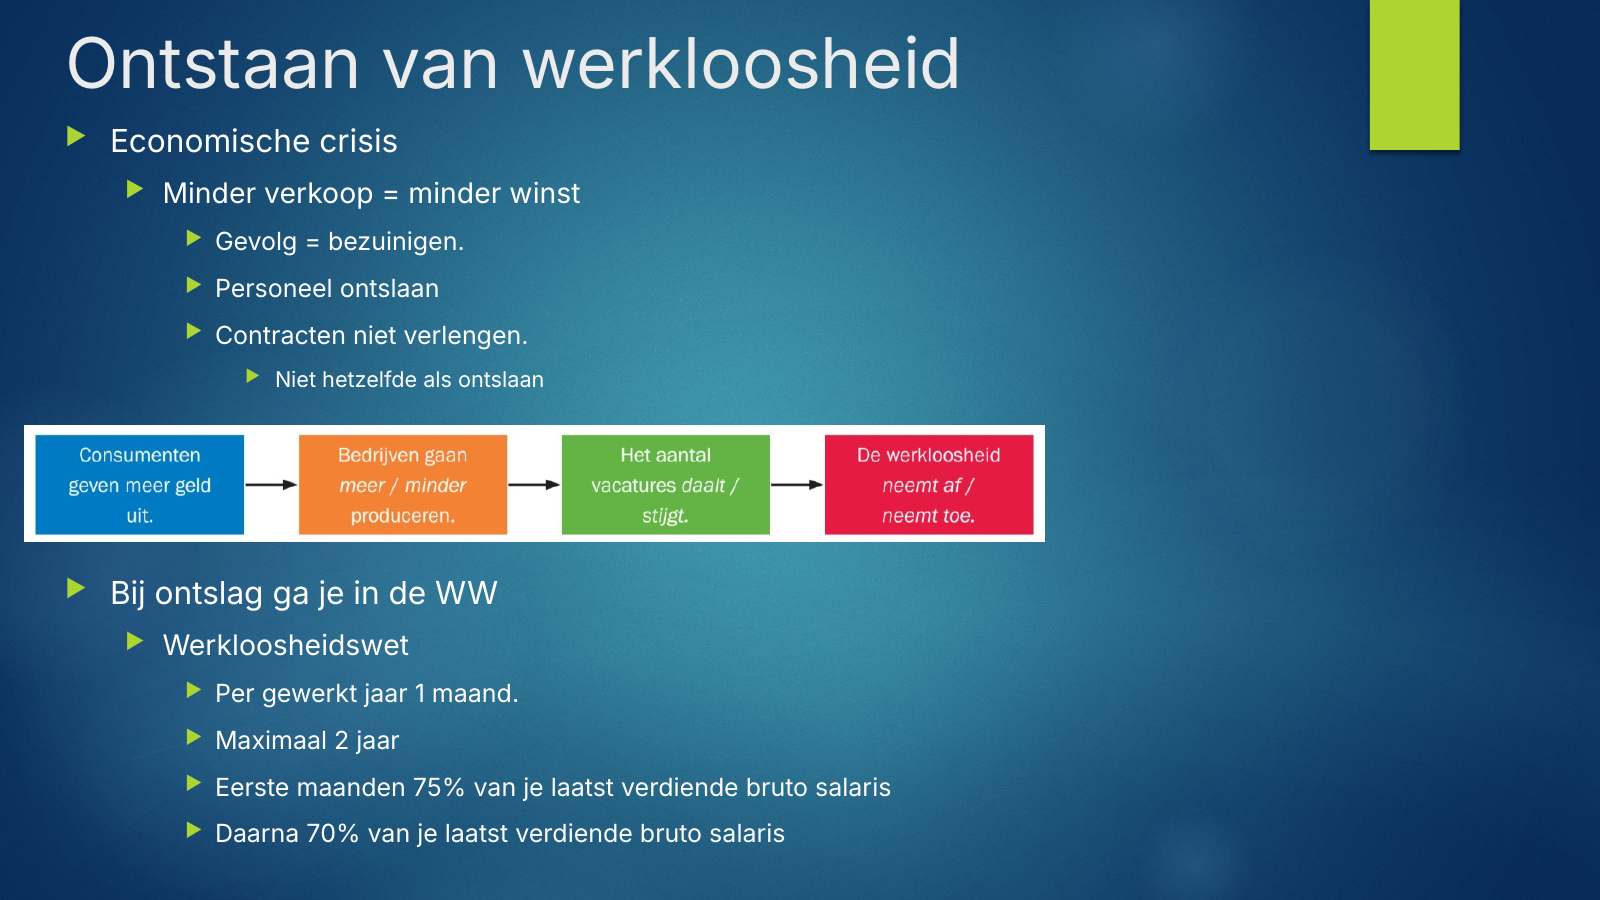 Ontstaan van werkloosheid
Economische crisis
Minder verkoop = minder winst
Gevolg = bezuinigen.
Personeel ontslaan
Contracten niet verlengen.
Niet hetzelfde als ontslaan
Consumenten
geven meer geld
uit.
Bedrijven gaan
meer / minder
produceren.
Het aantal
vacatures daalt /
stijgt.
De werkloosheid
neemt af /
neemt toe.
Bij ontslag ga je in de WW
Werkloosheidswet
Per gewerkt jaar 1 maand.
Maximaal 2 jaar
Eerste maanden 75% van je laatst verdiende bruto salaris
Daarna 70% van je laatst verdiende bruto salaris